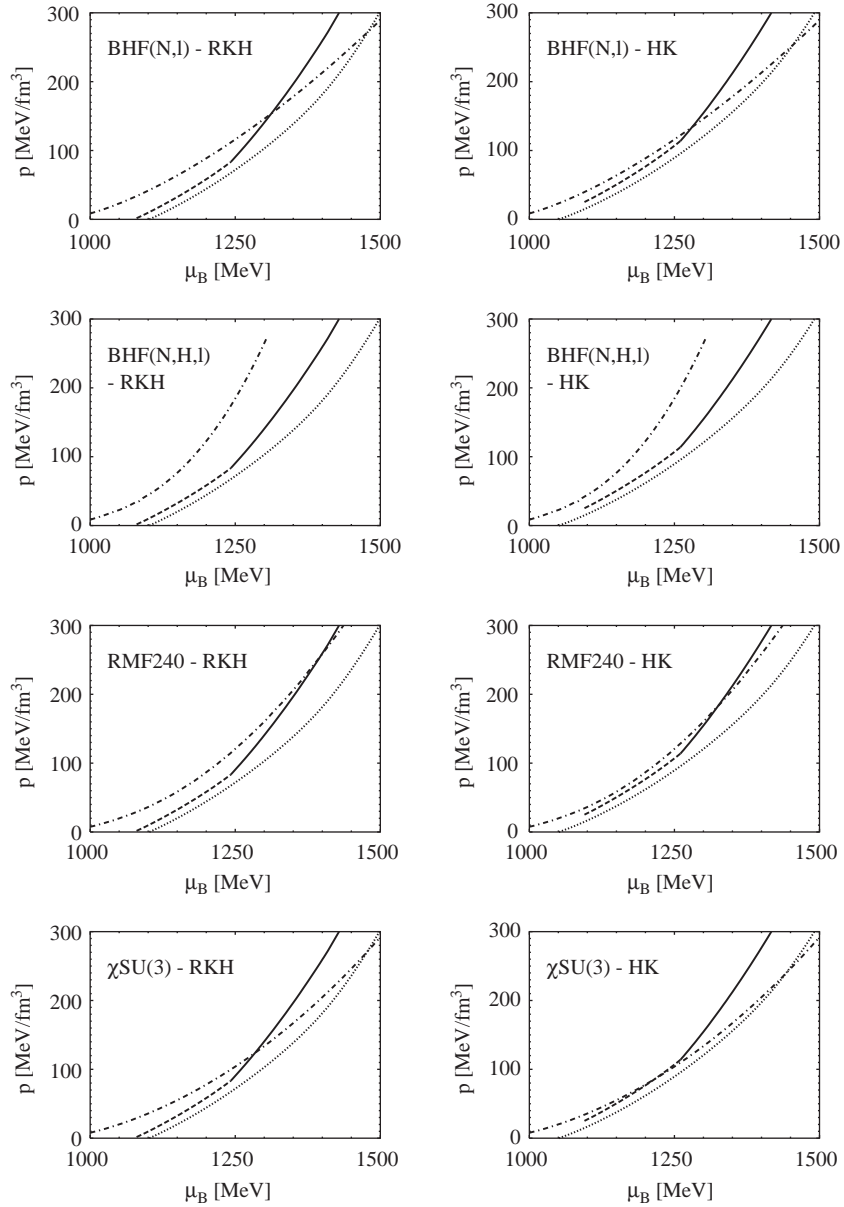 300
200
100
0
p [MeV/fm³]
BHF(N,l) - RKH
1000 1250 1500
μB [MeV]
300
200
100
0
p [MeV/fm³]
BHF(N,l) - HK
1000 1250 1500
μB [MeV]
300
200
100
0
p [MeV/fm³]
BHF(N,H,l)
- RKH
1000 1250 1500
μB [MeV]
300
200
100
0
p [MeV/fm³]
BHF(N,H,l)
- HK
1000 1250 1500
μB [MeV]
300
200
100
0
p [MeV/fm³]
RMF240 - RKH
1000 1250 1500
μB [MeV]
300
200
100
0
p [MeV/fm³]
RMF240 - HK
1000 1250 1500
μB [MeV]
300
200
100
0
p [MeV/fm³]
χSU(3) - RKH
1000 1250 1500
μB [MeV]
300
200
100
0
p [MeV/fm³]
χSU(3) - HK
1000 1250 1500
μB [MeV]